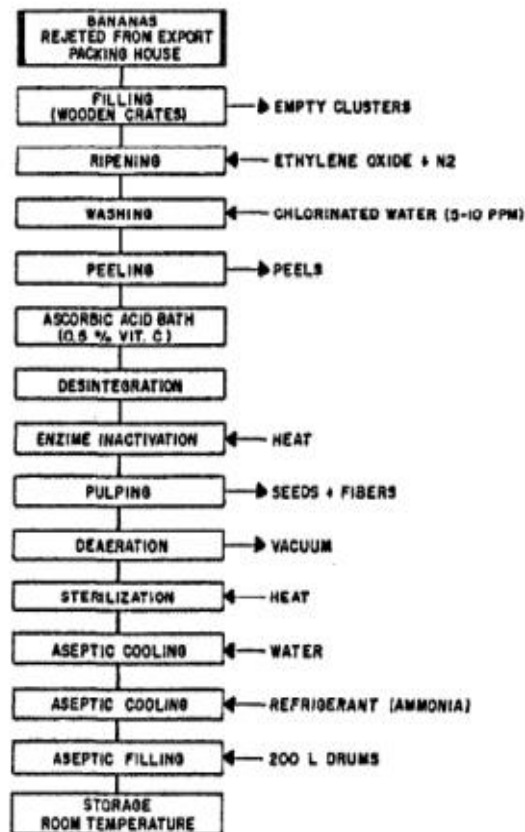 BANANAS
REJETED FROM EXPORT
PACKING HOUSE
FILLING
(WOODEN CRATES)
EMPTY CLUSTERS
RIPENING
ETHYLENE OXIDE + N2
WASHING
CHLORINATED WATER (5-10 PPM)
PEELING
PEELS
ASCORBIC ACID BATH
(0.5 % VIT. C)
DESINTEGRATION
ENZIME INACTIVATION
HEAT
PULPING
SEEDS + FIBERS
DEAERATION
VACUUM
STERILIZATION
HEAT
ASEPTIC COOLING
WATER
ASEPTIC COOLING
REFRIGERANT (AMMONIA)
ASEPTIC FILLING
200 L DRUMS
STORAGE
ROOM TEMPERATURE